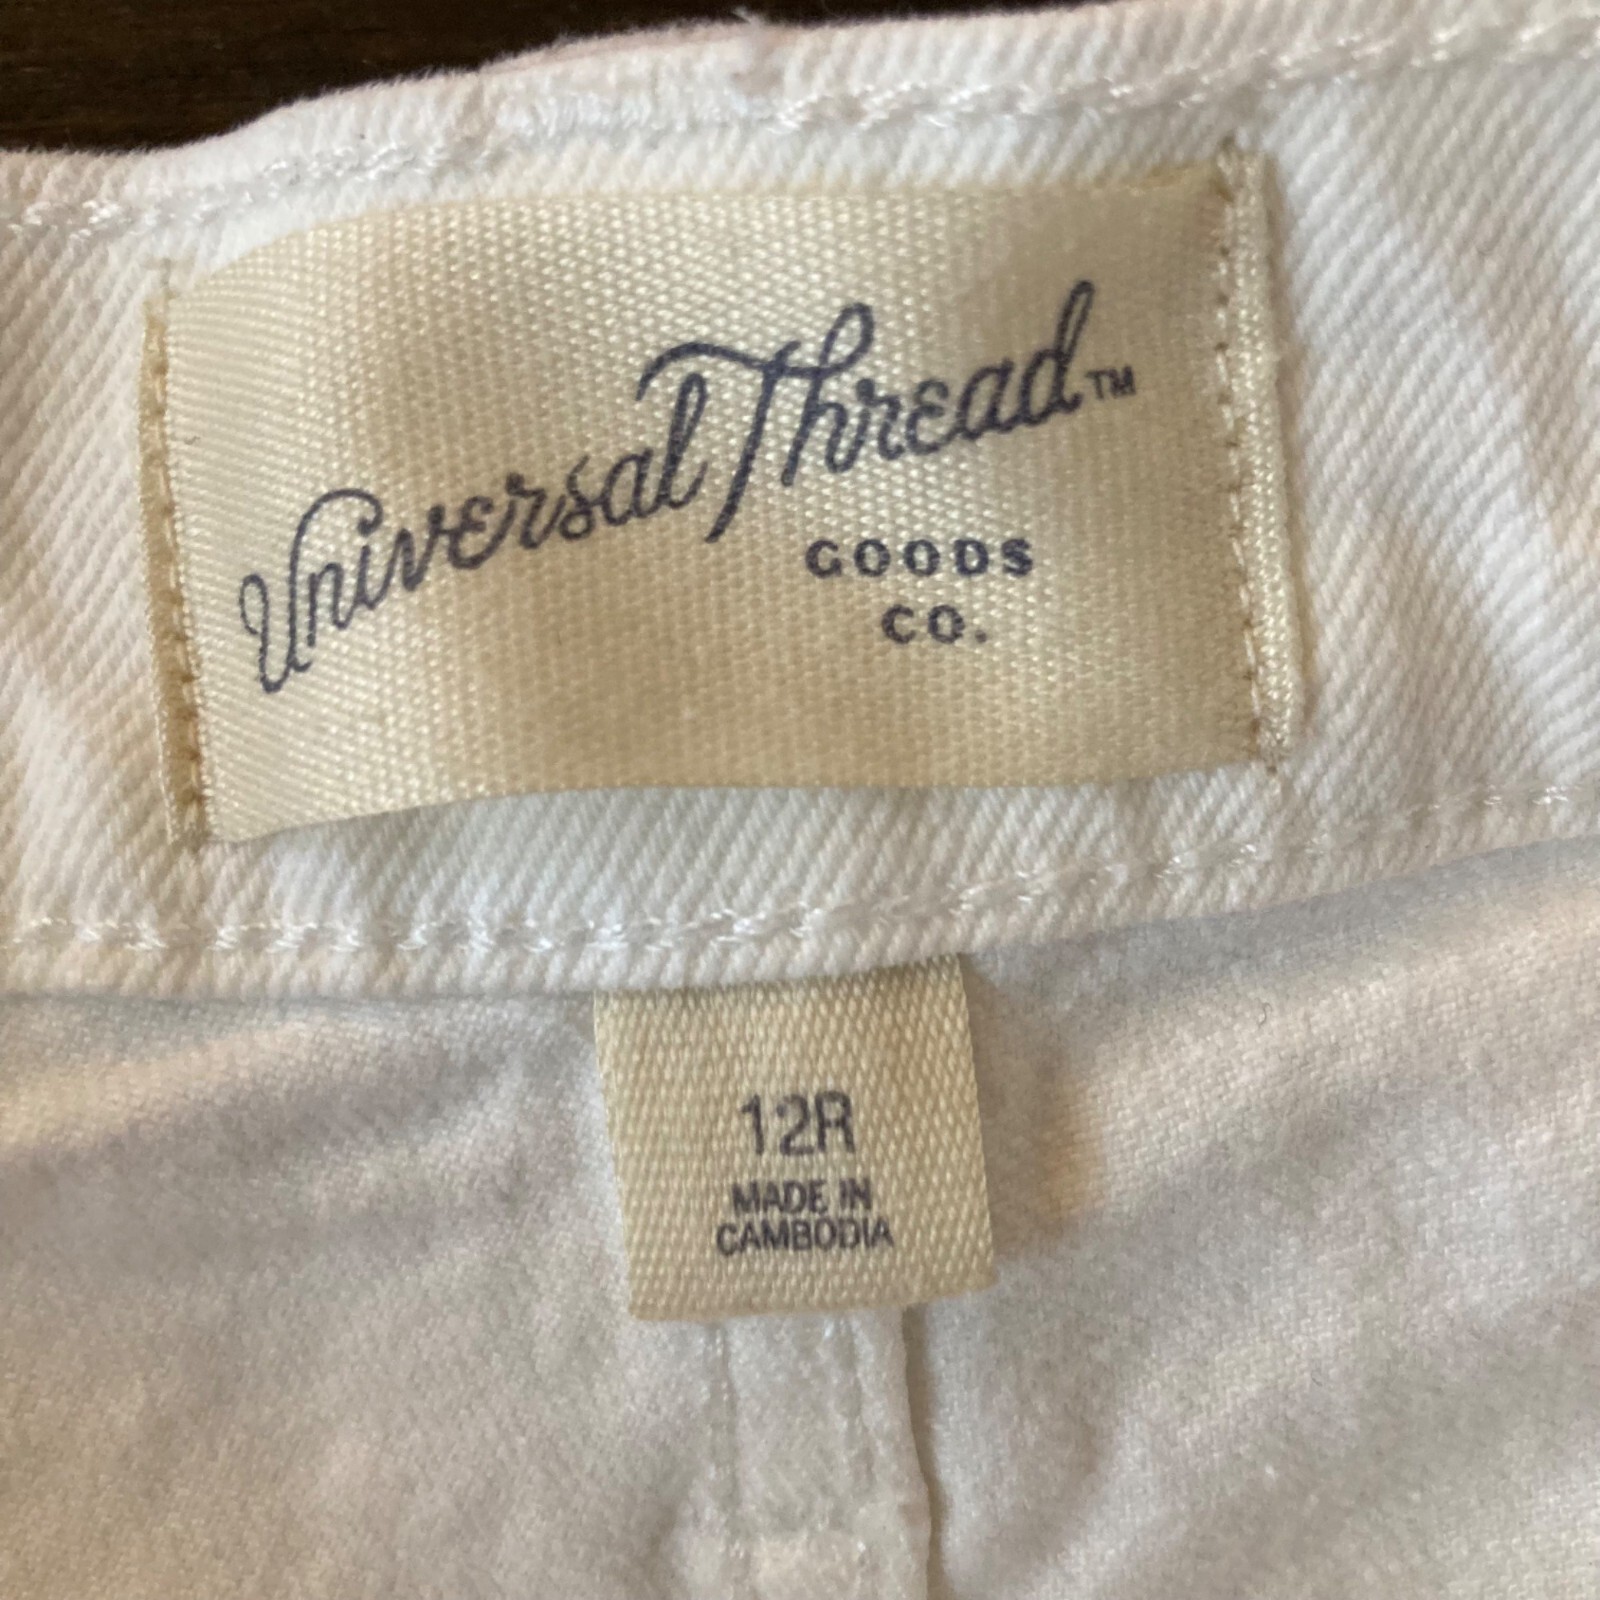 Universal Thread™
GOODS
CO.
12R
MADE IN
CAMBODIA